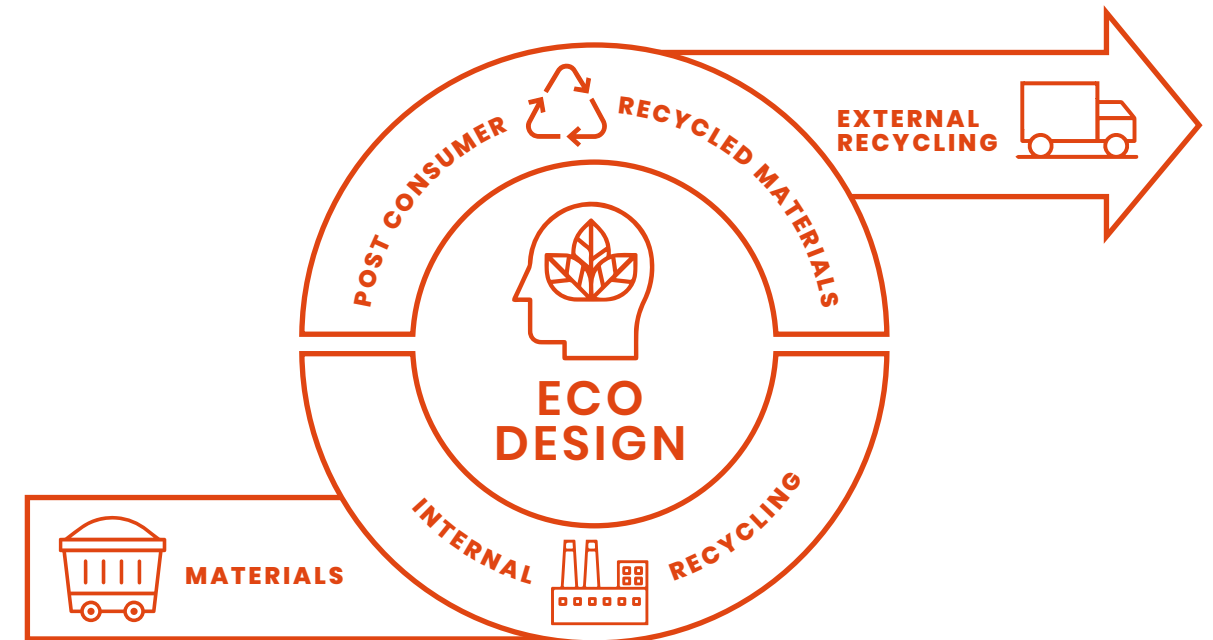 POST CONSUMER
RECYCLED MATERIALS
EXTERNAL
RECYCLING
ECO
DESIGN
INTERNAL
RECYCLING
MATERIALS